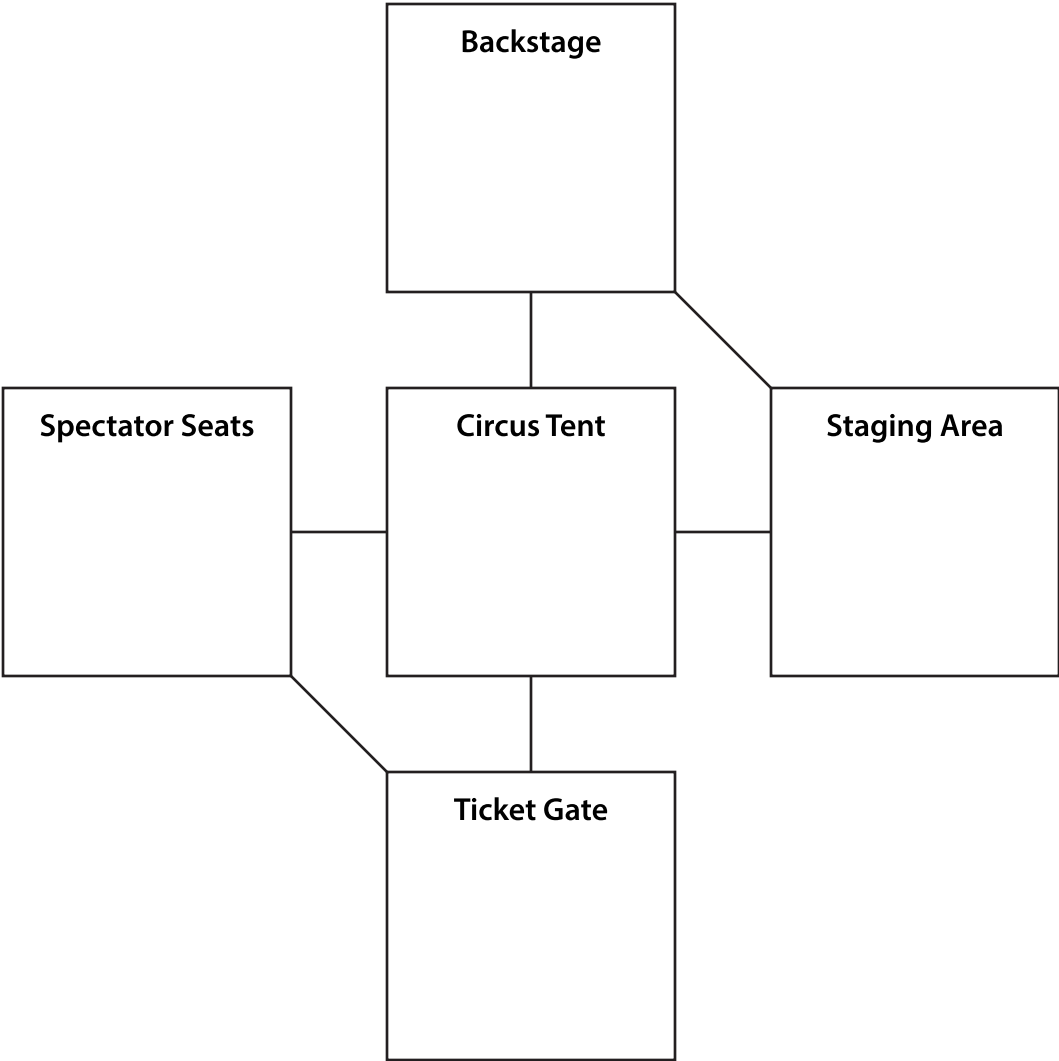 Backstage
Spectator Seats
Circus Tent
Staging Area
Ticket Gate